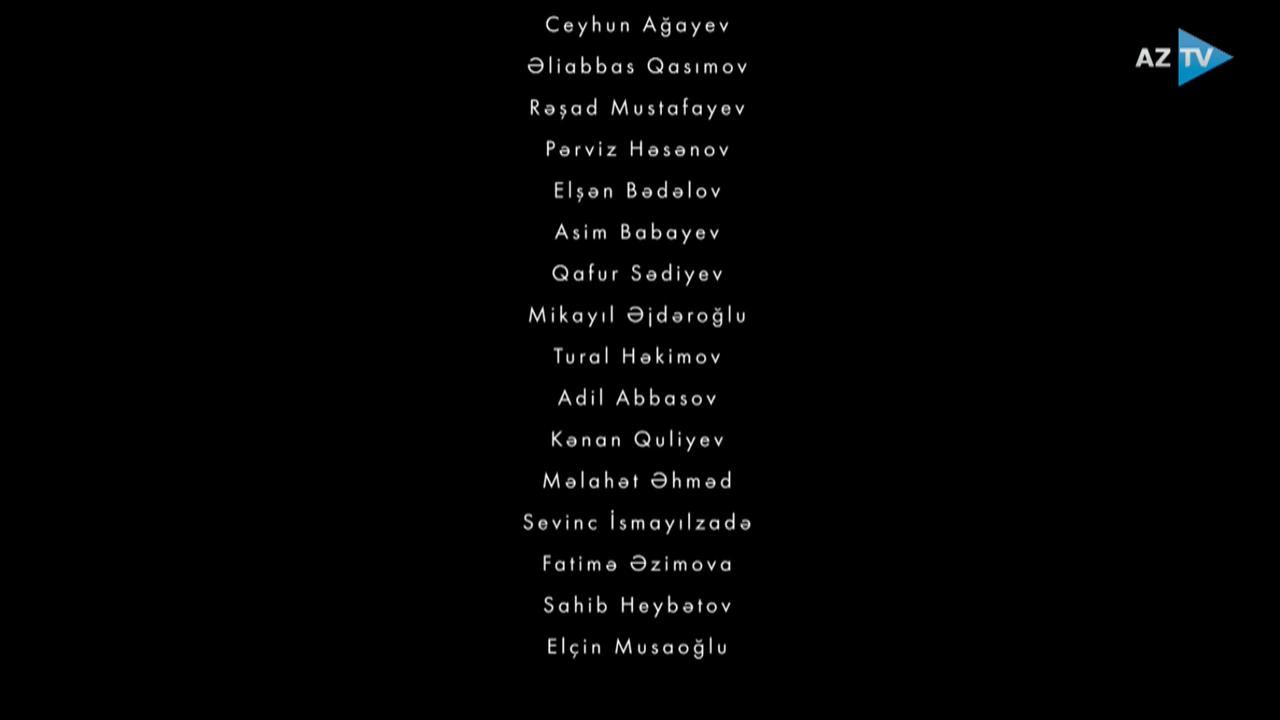 Ceyhun Ağayev
AZ TV
Əliabbas Qasımov
Rəşad Mustafayev
Pərviz Həsənov
Elşən Bədəlov
Asim Babayev
Qafur Sədiyev
Mikayıl Əjdəroğlu
Tural Həkimov
Adil Abbasov
Kənan Quliyev
Məlahət Əhməd
Sevinc İsmayılzadə
Fatimə Əzimova
Sahib Heybətov
Elçin Musaoğlu